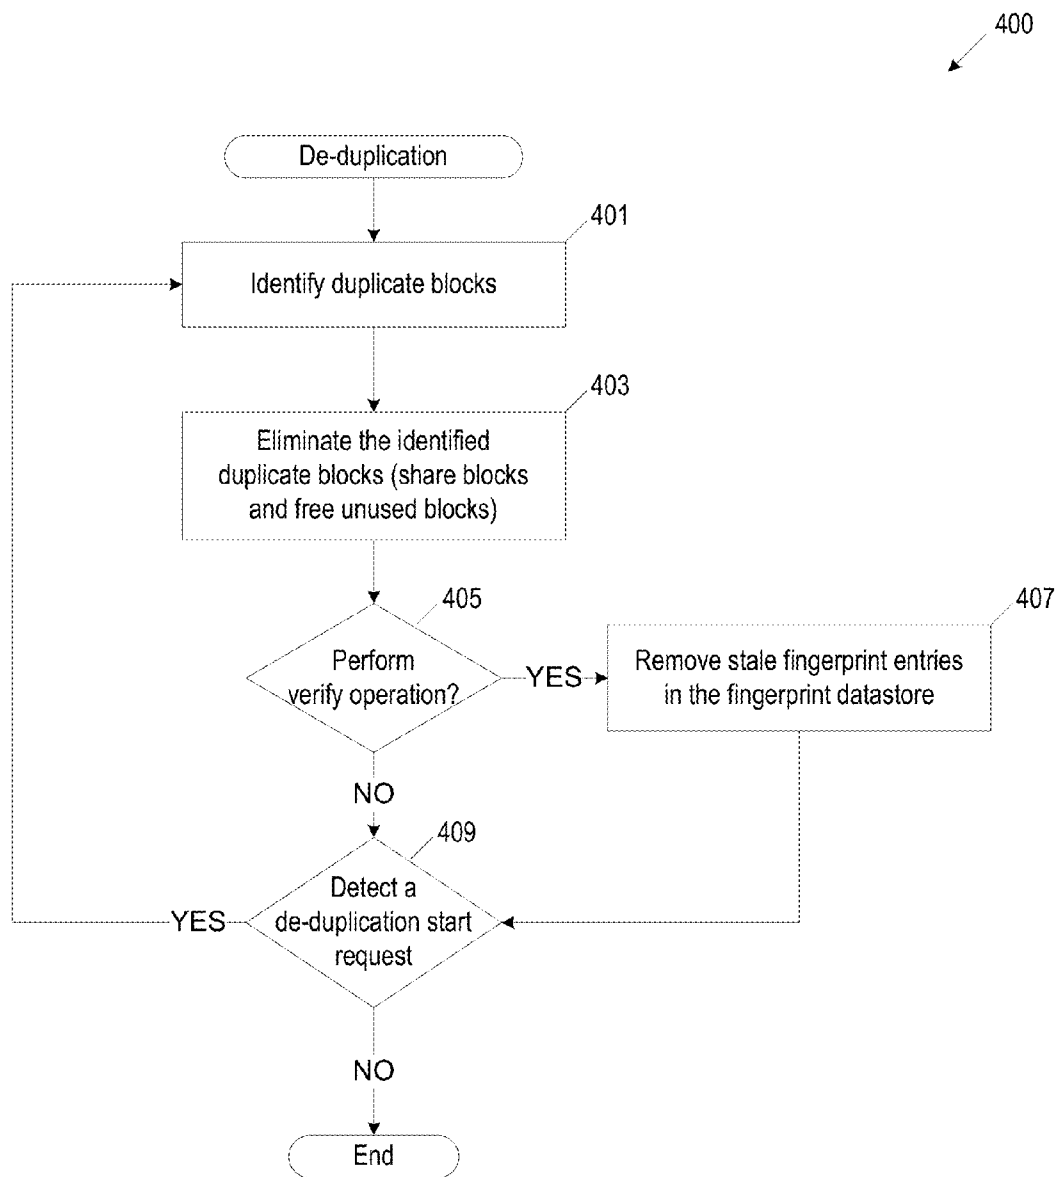 400
De-duplication
401
Identify duplicate blocks
403
Eliminate the identified
duplicate blocks (share blocks
and free unused blocks)
405
Perform
verify operation?
YES
407
Remove stale fingerprint entries
in the fingerprint datastore
NO
409
Detect a
de-duplication start
request
YES
NO
End